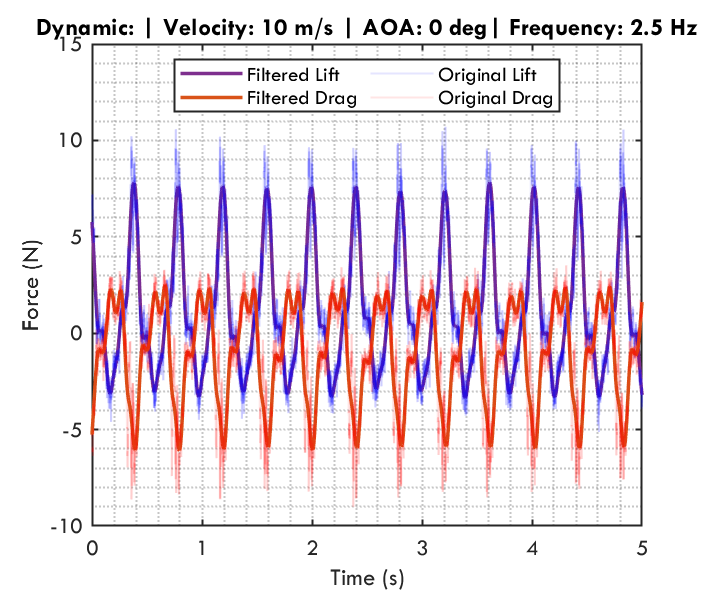 Dynamic: | Velocity: 10 m/s | AOA: 0 deg| Frequency: 2.5 Hz
15
Filtered Lift Original Lift
Filtered Drag Original Drag
10
5
0
-5
-10
Force (N)
0 1 2 3 4 5
Time (s)